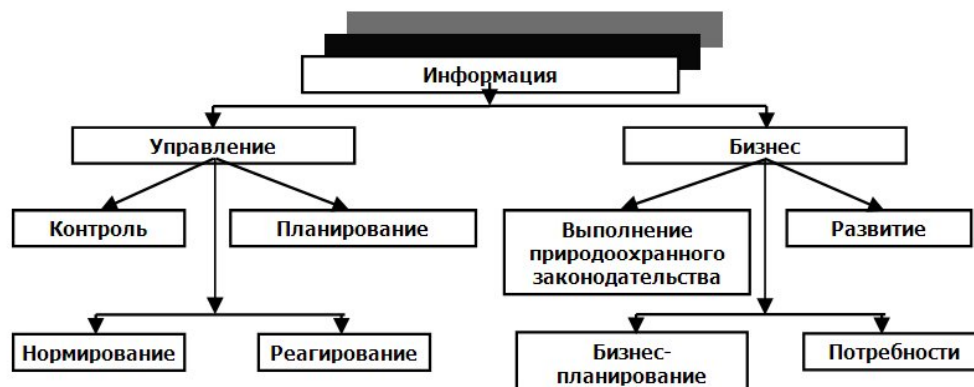 Информация
Управление
Бизнес
Контроль
Планирование
Выполнение
природоохранного
законодательства
Развитие
Нормирование
Реагирование
Бизнес-
планирование
Потребности